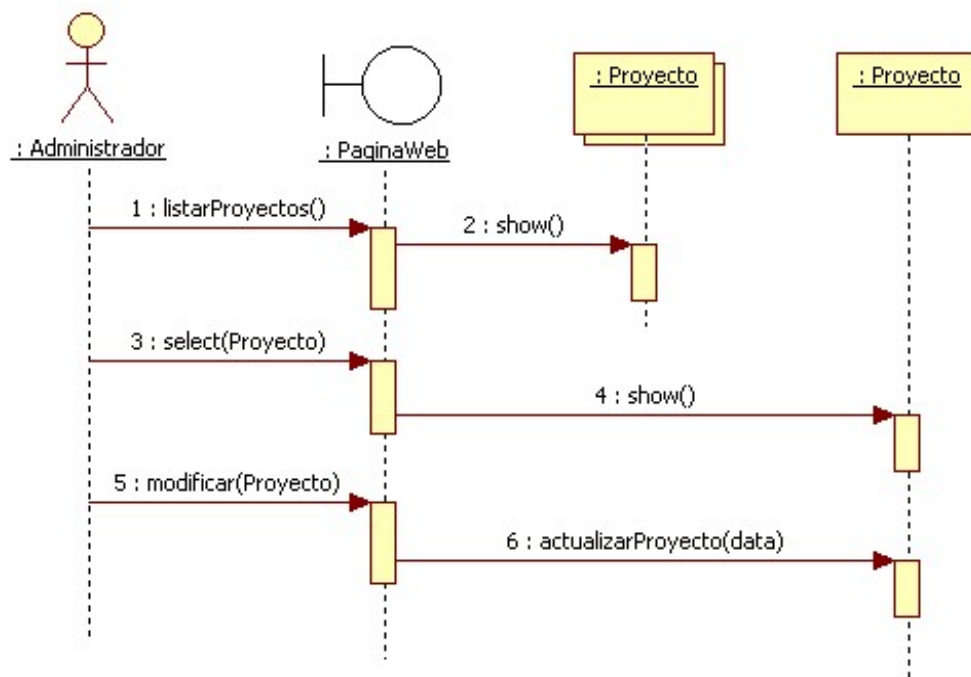 : Administrador
: PaginaWeb
: Proyecto
: Proyecto
1 : listarProyectos()
2 : show()
3 : select(Proyecto)
4 : show()
5 : modificar(Proyecto)
6 : actualizarProyecto(data)